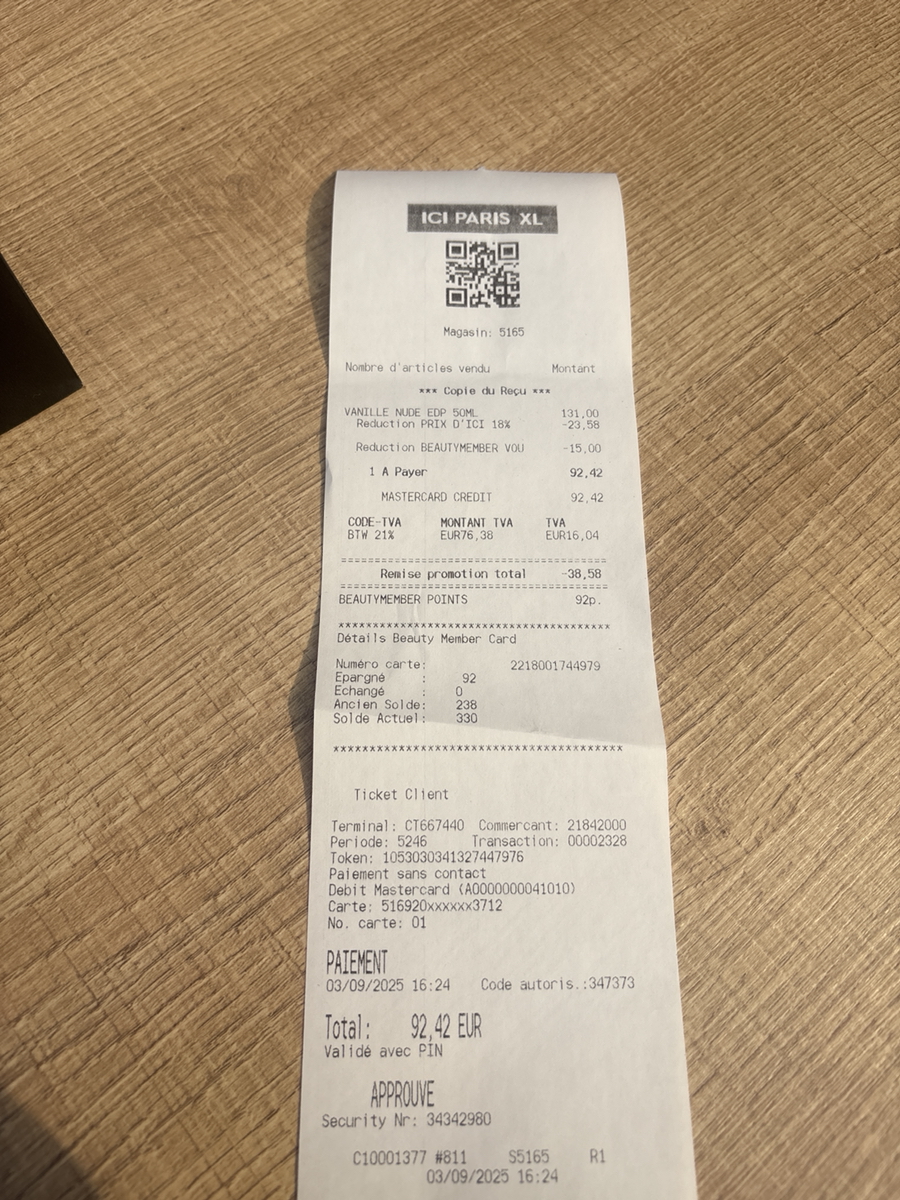 ICI PARIS XL
Magasin: 5165
Nombre d'articles vendu Montant
*** Copie du Reçu ***
VANILLE NUDE EDP 50ML 131,00
Reduction PRIX D'ICI 18% -23,58
Reduction BEAUTYMEMBER VOU -15,00
1 A Payer 92,42
MASTERCARD CREDIT 92,42
CODE-TVA MONTANT TVA TVA
BTW 21% EUR76,38 EUR16,04
======================================
Remise promotion total -38,58
======================================
BEAUTYMEMBER POINTS 92p.
****************************************
Détails Beauty Member Card
Numéro carte: 2218001744979
Epargné : 92
Echangé : 0
Ancien Solde: 238
Solde Actuel: 330
****************************************
Ticket Client
Terminal: CT667440 Commercant: 21842000
Periode: 5246 Transaction: 00002328
Token: 1053030341327447976
Paiement sans contact
Debit Mastercard (A0000000041010)
Carte: 516920xxxxxx3712
No. carte: 01
PAIEMENT
03/09/2025 16:24 Code autoris.:347373
Total: 92,42 EUR
Validé avec PIN
APPROUVE
Security Nr: 34342980
C10001377 #811 S5165 R1
03/09/2025 16:24